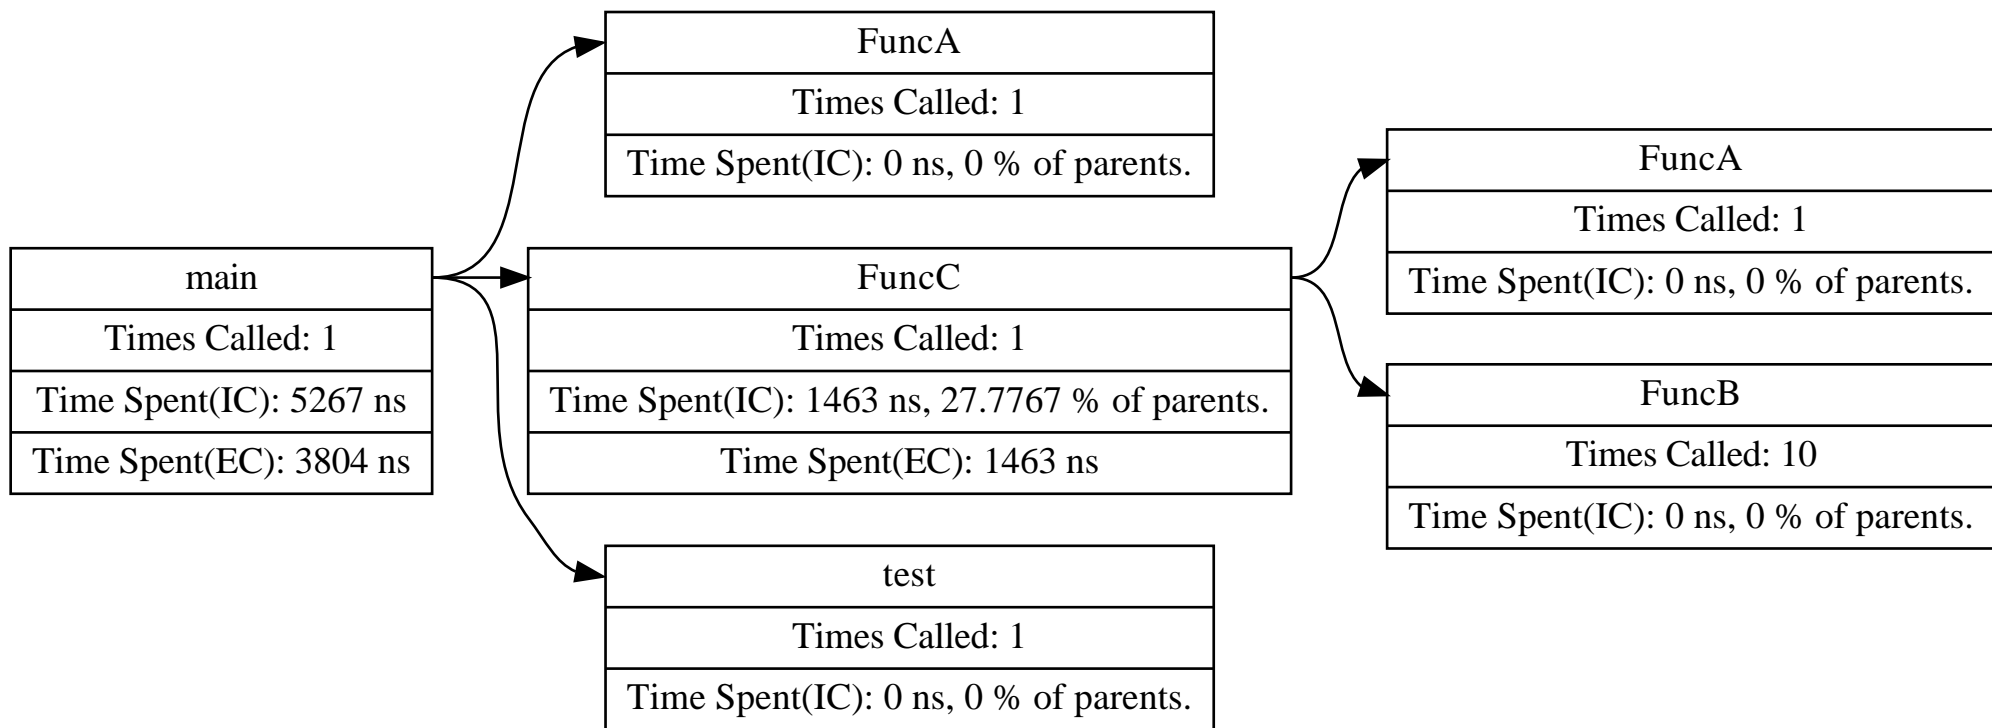 main
Times Called: 1
Time Spent(IC): 5267 ns
Time Spent(EC): 3804 ns
FuncA
Times Called: 1
Time Spent(IC): 0 ns, 0 % of parents.
FuncC
Times Called: 1
Time Spent(IC): 1463 ns, 27.7767 % of parents.
Time Spent(EC): 1463 ns
test
Times Called: 1
Time Spent(IC): 0 ns, 0 % of parents.
FuncA
Times Called: 1
Time Spent(IC): 0 ns, 0 % of parents.
FuncB
Times Called: 10
Time Spent(IC): 0 ns, 0 % of parents.